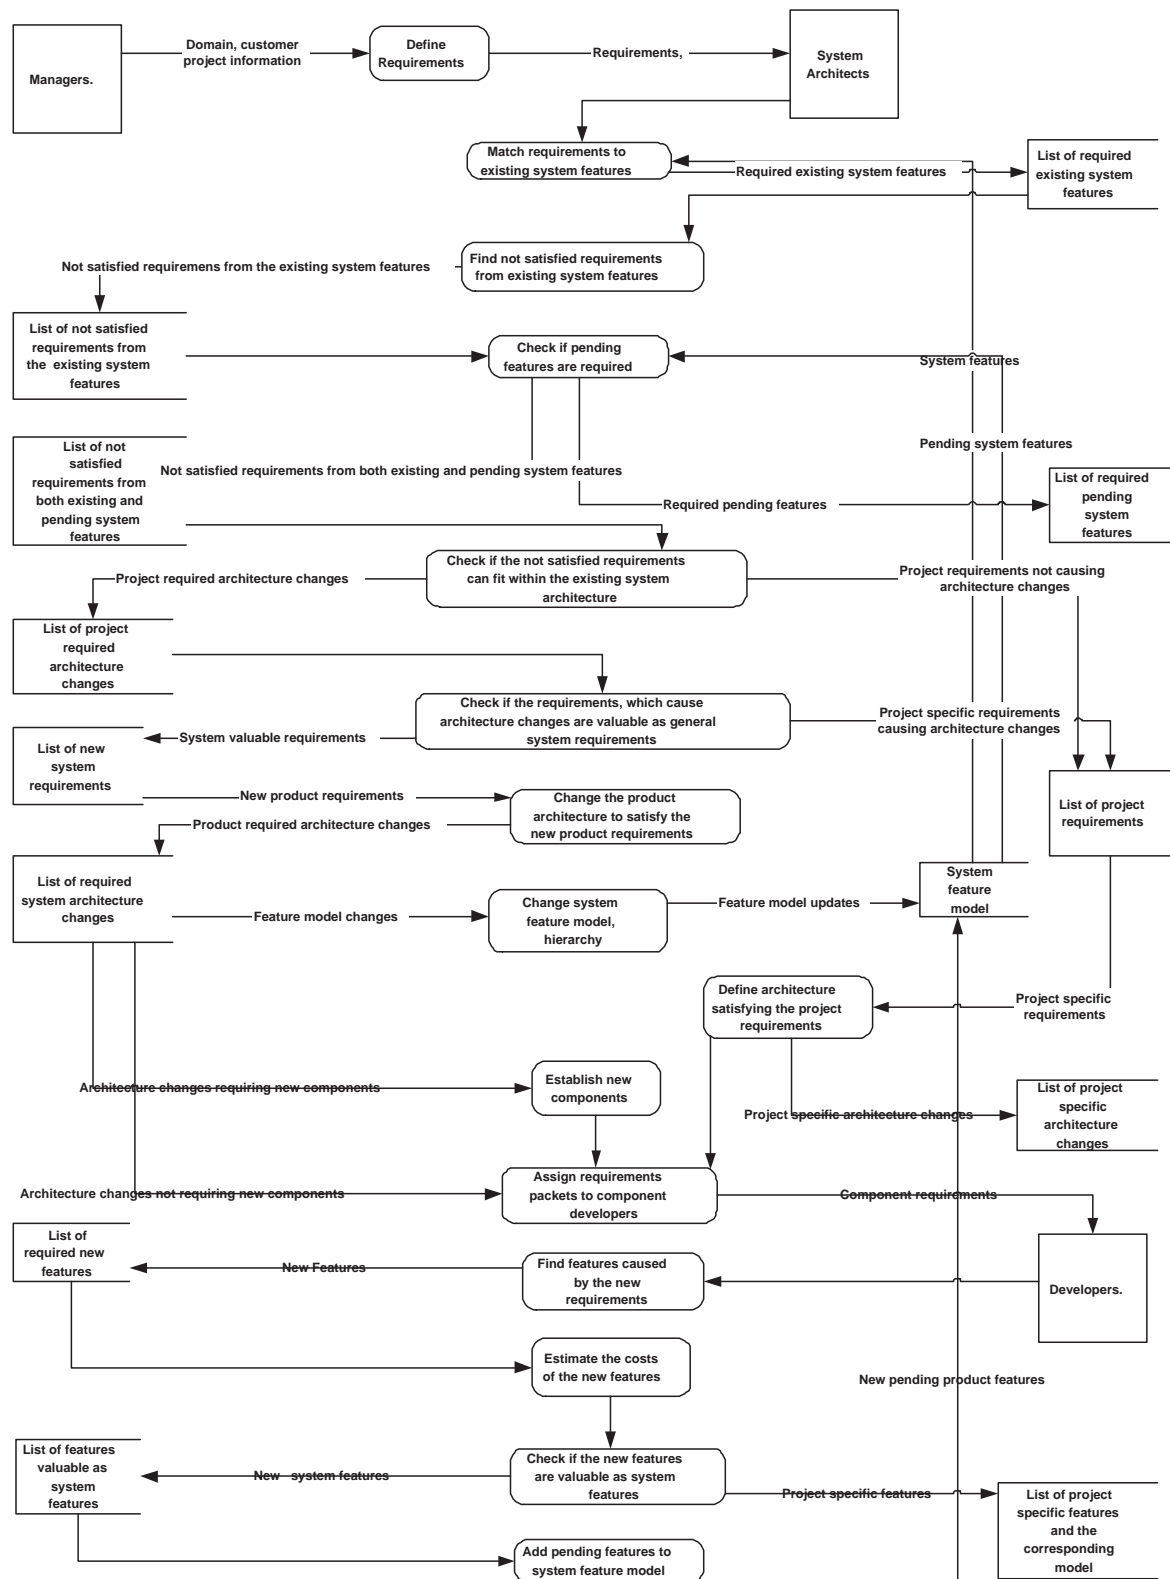 Managers.
Domain, customer
project information
Define
Requirements
Requirements,
System
Architects
Match requirements to
existing system features
Required existing system features
List of required
existing system
features
Find not satisfied requirements
from existing system features
Not satisfied requiremens from the existing system features
List of not satisfied
requirements from
the existing system
features
Check if pending
features are required
System features
List of not
satisfied
requirements from
both existing and
pending system
features
Not satisfied requirements from both existing and pending system features
Pending system features
Required pending features
List of required
pending
system
features
Check if the not satisfied requirements
can fit within the existing system
architecture
Project required architecture changes
Project requirements not causing
architecture changes
List of project
required
architecture
changes
Check if the requirements, which cause
architecture changes are valuable as general
system requirements
Project specific requirements
causing architecture changes
System valuable requirements
List of new
system
requirements
New product requirements
Change the product
architecture to satisfy the
new product requirements
List of project
requirements
Product required architecture changes
List of required
system architecture
changes
Feature model changes
Change system
feature model,
hierarchy
Feature model updates
System
feature
model
Define architecture
satisfying the project
requirements
Project specific
requirements
Architecture changes requiring new components
Establish new
components
Project specific architecture changes
List of project
specific
architecture
changes
Architecture changes not requiring new components
Assign requirements
packets to component
developers
Component requirements
List of
required new
features
New Features
Find features caused
by the new
requirements
Developers.
Estimate the costs
of the new features
New pending product features
List of features
valuable as
system
features
New system features
Check if the new features
are valuable as system
features
Project specific features
List of project
specific features
and the
corresponding
model
Add pending features to
system feature model